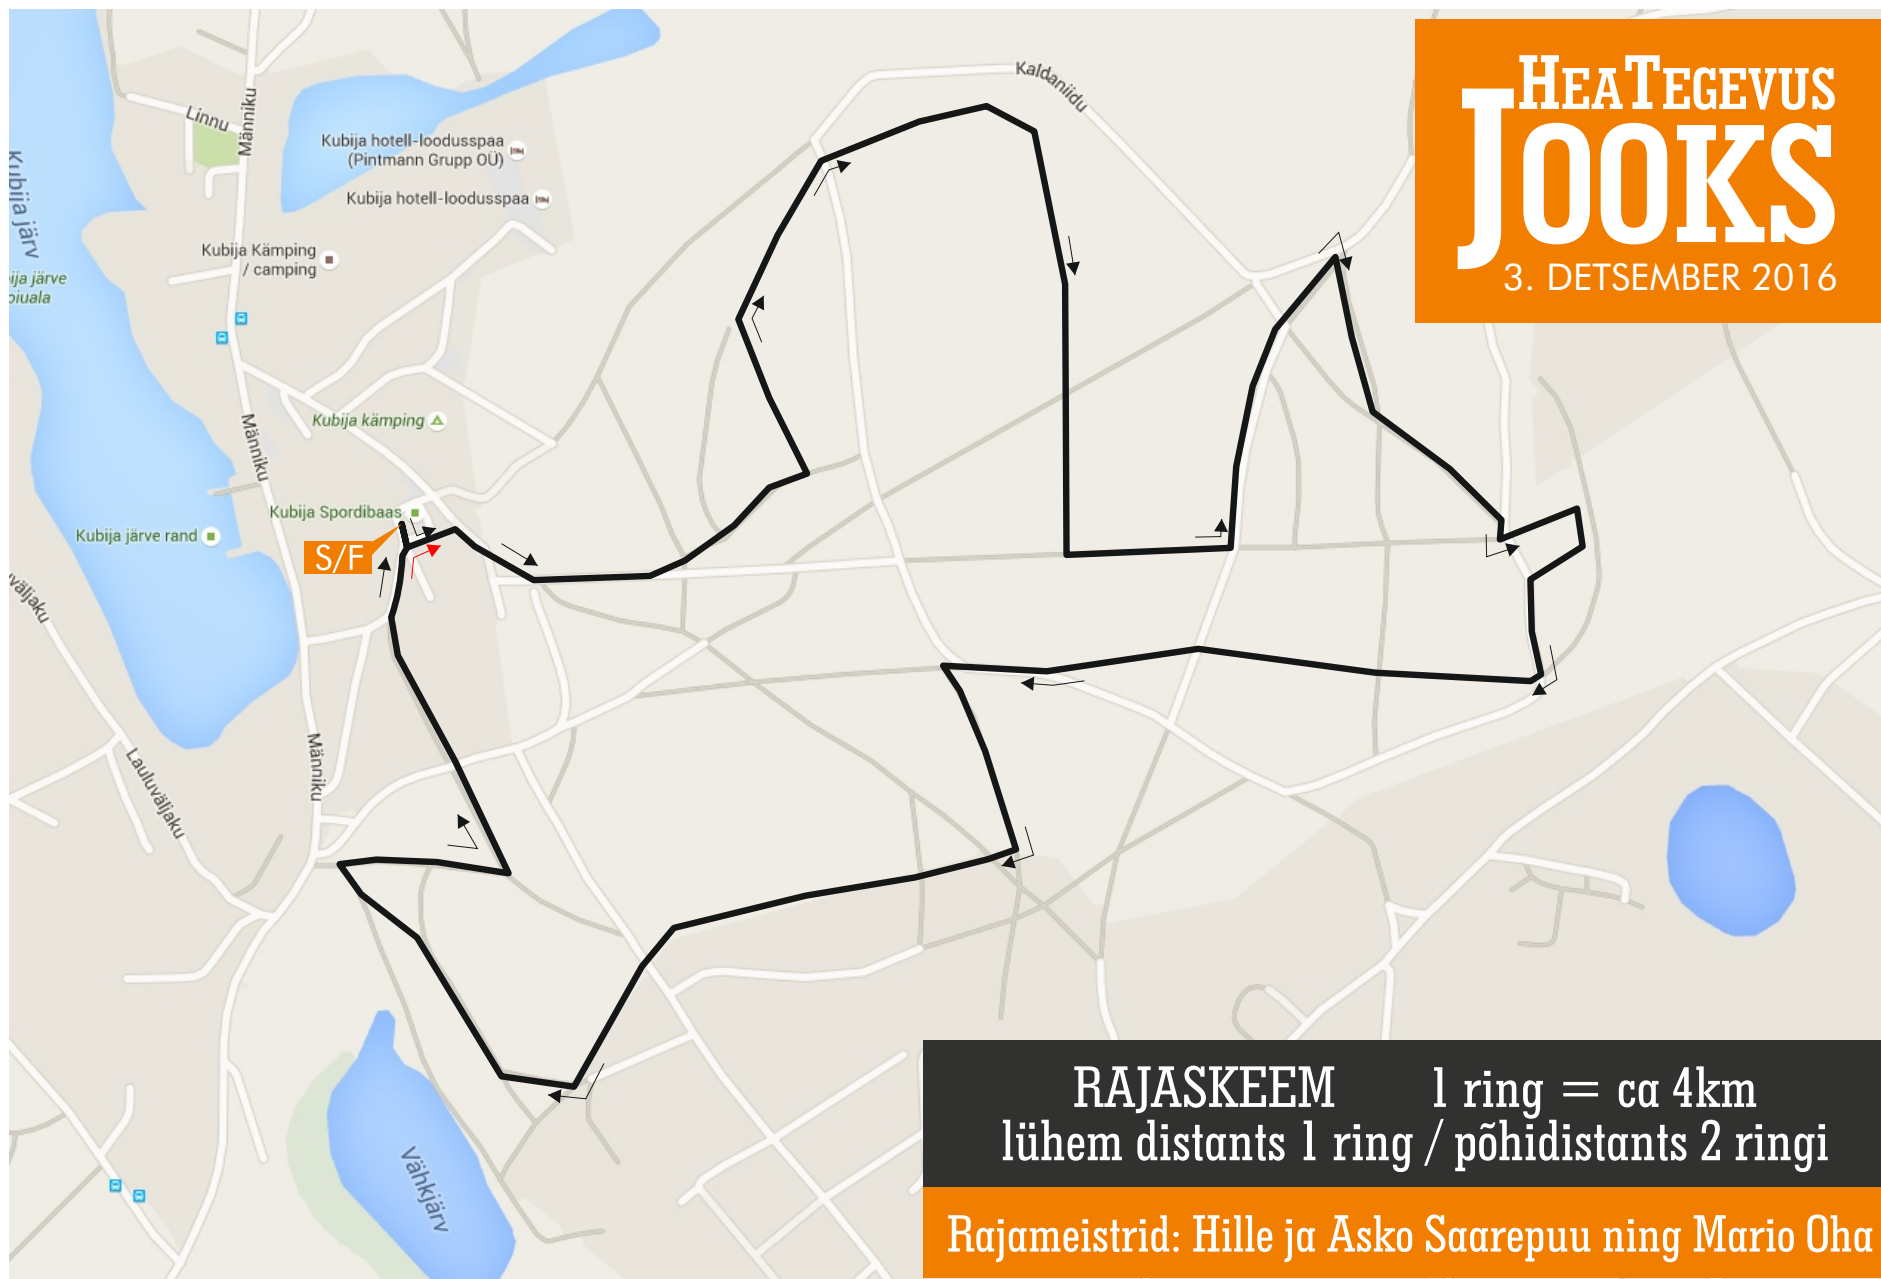 HEATEGEVUS
JOOKS
3. DETSEMBER 2016
Kaldaniidu
Linnu
Männiku
Kubija järv
Kubija hotell-loodusspaa
(Pintmann Grupp OÜ)
Kubija hotell-loodusspaa
Kubija Kämping
/ camping
ija järve
Kubija kämping
Männiku
Kubija Spordibaas
Kubija järve rand
S/F
Männiku
Lauluväljaku
Vähkjärv
RAJASKEEM 1 ring = ca 4km
lühem distants 1 ring / põhidistants 2 ringi
Rajameistrid: Hille ja Asko Saarepuu ning Mario Oha